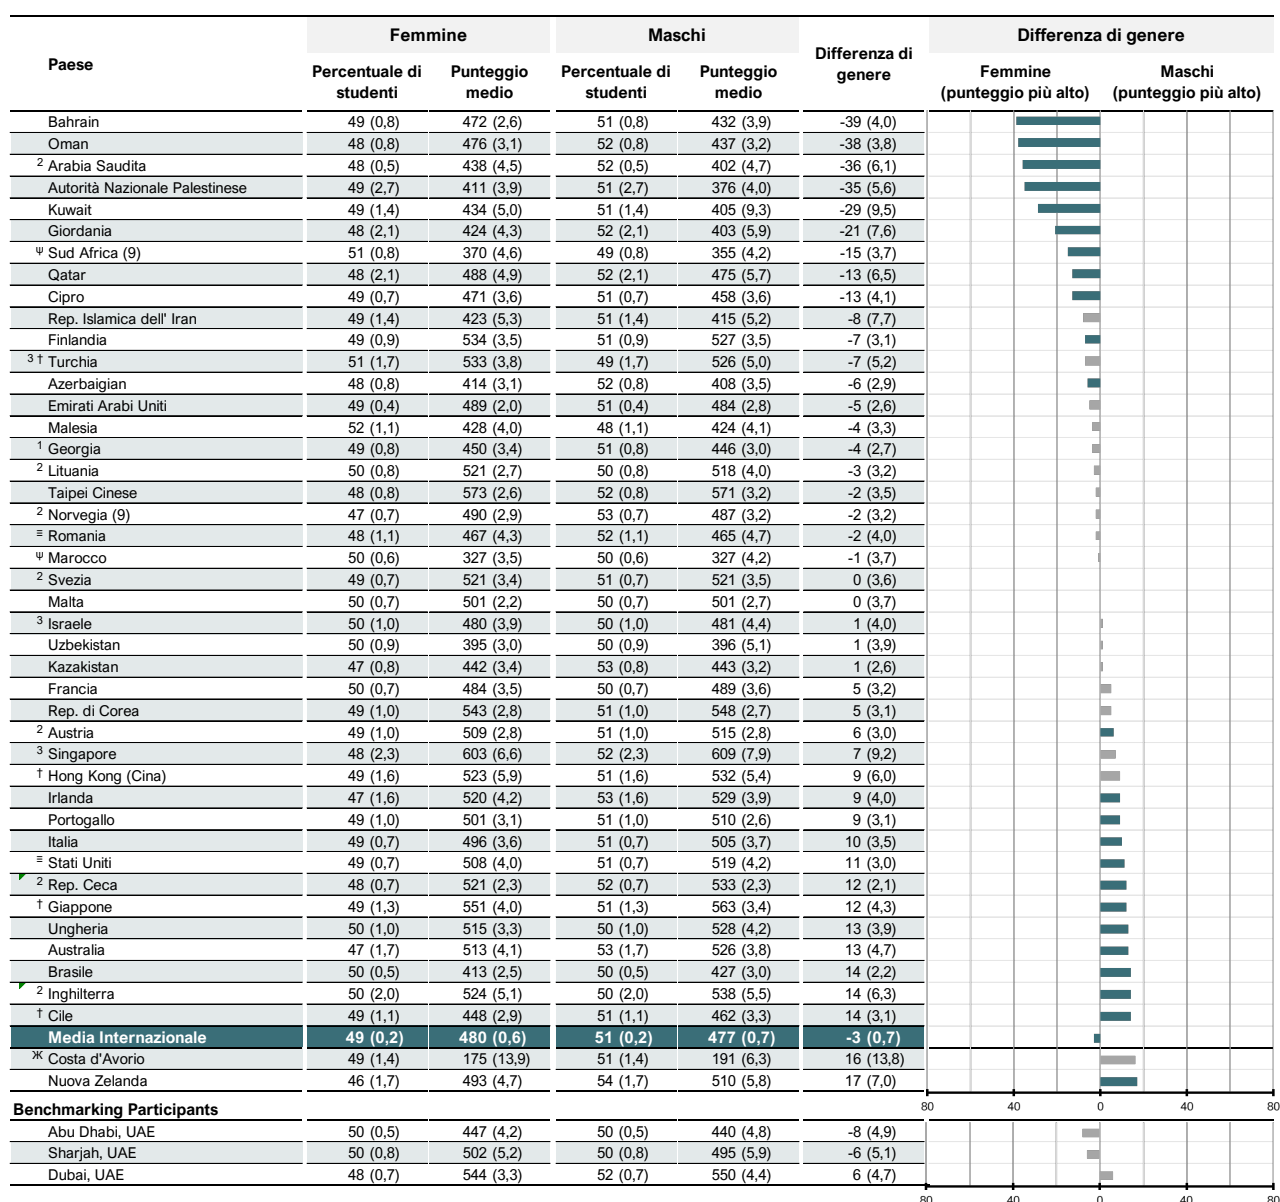 Femmine Maschi Differenza di genere
Paese Differenza di genere
Percentuale di studenti Punteggio medio Percentuale di studenti Punteggio medio Femmine (punteggio più alto) Maschi (punteggio più alto)
Bahrain 49 (0,8) 472 (2,6) 51 (0,8) 432 (3,9) -39 (4,0)
Oman 48 (0,8) 476 (3,1) 52 (0,8) 437 (3,2) -38 (3,8)
2 Arabia Saudita 48 (0,5) 438 (4,5) 52 (0,5) 402 (4,7) -36 (6,1)
Autorità Nazionale Palestinese 49 (2,7) 411 (3,9) 51 (2,7) 376 (4,0) -35 (5,6)
Kuwait 49 (1,4) 434 (5,0) 51 (1,4) 405 (9,3) -29 (9,5)
Giordania 48 (2,1) 424 (4,3) 52 (2,1) 403 (5,9) -21 (7,6)
ψ Sud Africa (9) 51 (0,8) 370 (4,6) 49 (0,8) 355 (4,2) -15 (3,7)
Qatar 48 (2,1) 488 (4,9) 52 (2,1) 475 (5,7) -13 (6,5)
Cipro 49 (0,7) 471 (3,6) 51 (0,7) 458 (3,6) -13 (4,1)
Rep. Islamica dell' Iran 49 (1,4) 423 (5,3) 51 (1,4) 415 (5,2) -8 (7,7)
Finlandia 49 (0,9) 534 (3,5) 51 (0,9) 527 (3,5) -7 (3,1)
3 † Turchia 51 (1,7) 533 (3,8) 49 (1,7) 526 (5,0) -7 (5,2)
Azerbaigian 48 (0,8) 414 (3,1) 52 (0,8) 408 (3,5) -6 (2,9)
Emirati Arabi Uniti 49 (0,4) 489 (2,0) 51 (0,4) 484 (2,8) -5 (2,6)
Malesia 52 (1,1) 428 (4,0) 48 (1,1) 424 (4,1) -4 (3,3)
1 Georgia 49 (0,8) 450 (3,4) 51 (0,8) 446 (3,0) -4 (2,7)
2 Lituania 50 (0,8) 521 (2,7) 50 (0,8) 518 (4,0) -3 (3,2)
Taipei Cinese 48 (0,8) 573 (2,6) 52 (0,8) 571 (3,2) -2 (3,5)
2 Norvegia (9) 47 (0,7) 490 (2,9) 53 (0,7) 487 (3,2) -2 (3,2)
≡ Romania 48 (1,1) 467 (4,3) 52 (1,1) 465 (4,7) -2 (4,0)
ψ Marocco 50 (0,6) 327 (3,5) 50 (0,6) 327 (4,2) -1 (3,7)
2 Svezia 49 (0,7) 521 (3,4) 51 (0,7) 521 (3,5) 0 (3,6)
Malta 50 (0,7) 501 (2,2) 50 (0,7) 501 (2,7) 0 (3,7)
3 Israele 50 (1,0) 480 (3,9) 50 (1,0) 481 (4,4) 1 (4,0)
Uzbekistan 50 (0,9) 395 (3,0) 50 (0,9) 396 (5,1) 1 (3,9)
Kazakistan 47 (0,8) 442 (3,4) 53 (0,8) 443 (3,2) 1 (2,6)
Francia 50 (0,7) 484 (3,5) 50 (0,7) 489 (3,6) 5 (3,2)
Rep. di Corea 49 (1,0) 543 (2,8) 51 (1,0) 548 (2,7) 5 (3,1)
2 Austria 49 (1,0) 509 (2,8) 51 (1,0) 515 (2,8) 6 (3,0)
3 Singapore 48 (2,3) 603 (6,6) 52 (2,3) 609 (7,9) 7 (9,2)
† Hong Kong (Cina) 49 (1,6) 523 (5,9) 51 (1,6) 532 (5,4) 9 (6,0)
Irlanda 47 (1,6) 520 (4,2) 53 (1,6) 529 (3,9) 9 (4,0)
Portogallo 49 (1,0) 501 (3,1) 51 (1,0) 510 (2,6) 9 (3,1)
Italia 49 (0,7) 496 (3,6) 51 (0,7) 505 (3,7) 10 (3,5)
≡ Stati Uniti 49 (0,7) 508 (4,0) 51 (0,7) 519 (4,2) 11 (3,0)
2 Rep. Ceca 48 (0,7) 521 (2,3) 52 (0,7) 533 (2,3) 12 (2,1)
† Giappone 49 (1,3) 551 (4,0) 51 (1,3) 563 (3,4) 12 (4,3)
Ungheria 50 (1,0) 515 (3,3) 50 (1,0) 528 (4,2) 13 (3,9)
Australia 47 (1,7) 513 (4,1) 53 (1,7) 526 (3,8) 13 (4,7)
Brasile 50 (0,5) 413 (2,5) 50 (0,5) 427 (3,0) 14 (2,2)
2 Inghilterra 50 (2,0) 524 (5,1) 50 (2,0) 538 (5,5) 14 (6,3)
† Cile 49 (1,1) 448 (2,9) 51 (1,1) 462 (3,3) 14 (3,1)
Media Internazionale 49 (0,2) 480 (0,6) 51 (0,2) 477 (0,7) -3 (0,7)
Ж Costa d'Avorio 49 (1,4) 175 (13,9) 51 (1,4) 191 (6,3) 16 (13,8)
Nuova Zelanda 46 (1,7) 493 (4,7) 54 (1,7) 510 (5,8) 17 (7,0)
Benchmarking Participants 80 40 0 40 80
Abu Dhabi, UAE 50 (0,5) 447 (4,2) 50 (0,5) 440 (4,8) -8 (4,9)
Sharjah, UAE 50 (0,8) 502 (5,2) 50 (0,8) 495 (5,9) -6 (5,1)
Dubai, UAE 48 (0,7) 544 (3,3) 52 (0,7) 550 (4,4) 6 (4,7)
80 40 0 40 80